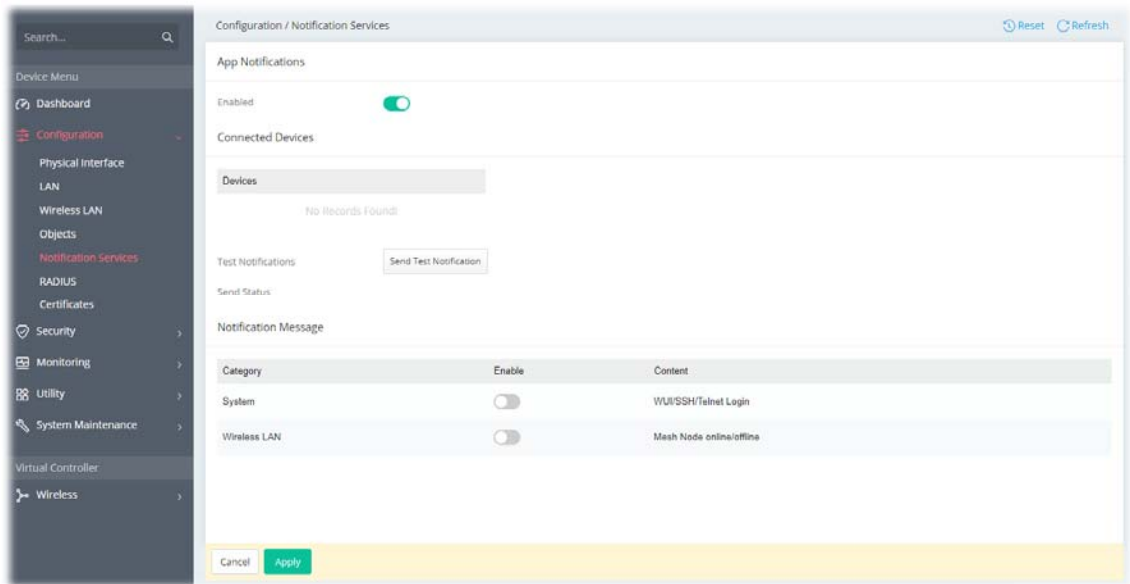 Search...
Device Menu
Dashboard
Configuration
Physical Interface
LAN
Wireless LAN
Objects
Notification Services
RADIUS
Certificates
Security
Monitoring
Utility
System Maintenance
Virtual Controller
Wireless
Configuration / Notification Services
Reset Refresh
App Notifications
Enabled
Connected Devices
Devices
No Records Found!
Test Notifications Send Test Notification
Send Status
Notification Message
Category Enable Content
System WUI/SSH/Telnet Login
Wireless LAN Mesh Node online/offline
Cancel Apply